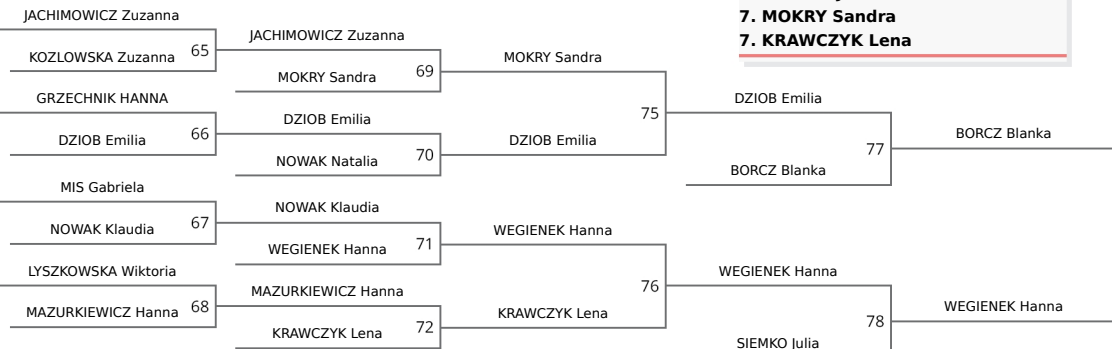 JACHIMOWICZ Zuzanna
KOZLOWSKA Zuzanna
65
GRZECHNIK HANNA
DZIOB Emilia
66
MIS Gabriela
NOWAK Klaudia
67
LYSZKOWSKA Wiktoria
MAZURKIEWICZ Hanna
68
JACHIMOWICZ Zuzanna
MOKRY Sandra
69
DZIOB Emilia
NOWAK Natalia
70
NOWAK Klaudia
WEGIENEK Hanna
71
MAZURKIEWICZ Hanna
KRAWCZYK Lena
72
MOKRY Sandra
75
DZIOB Emilia
WEGIENEK Hanna
76
KRAWCZYK Lena
DZIOB Emilia
77
BORCZ Blanka
WEGIENEK Hanna
78
SIEMKO Julia
BORCZ Blanka
WEGIENEK Hanna
7. MOKRY Sandra
7. KRAWCZYK Lena